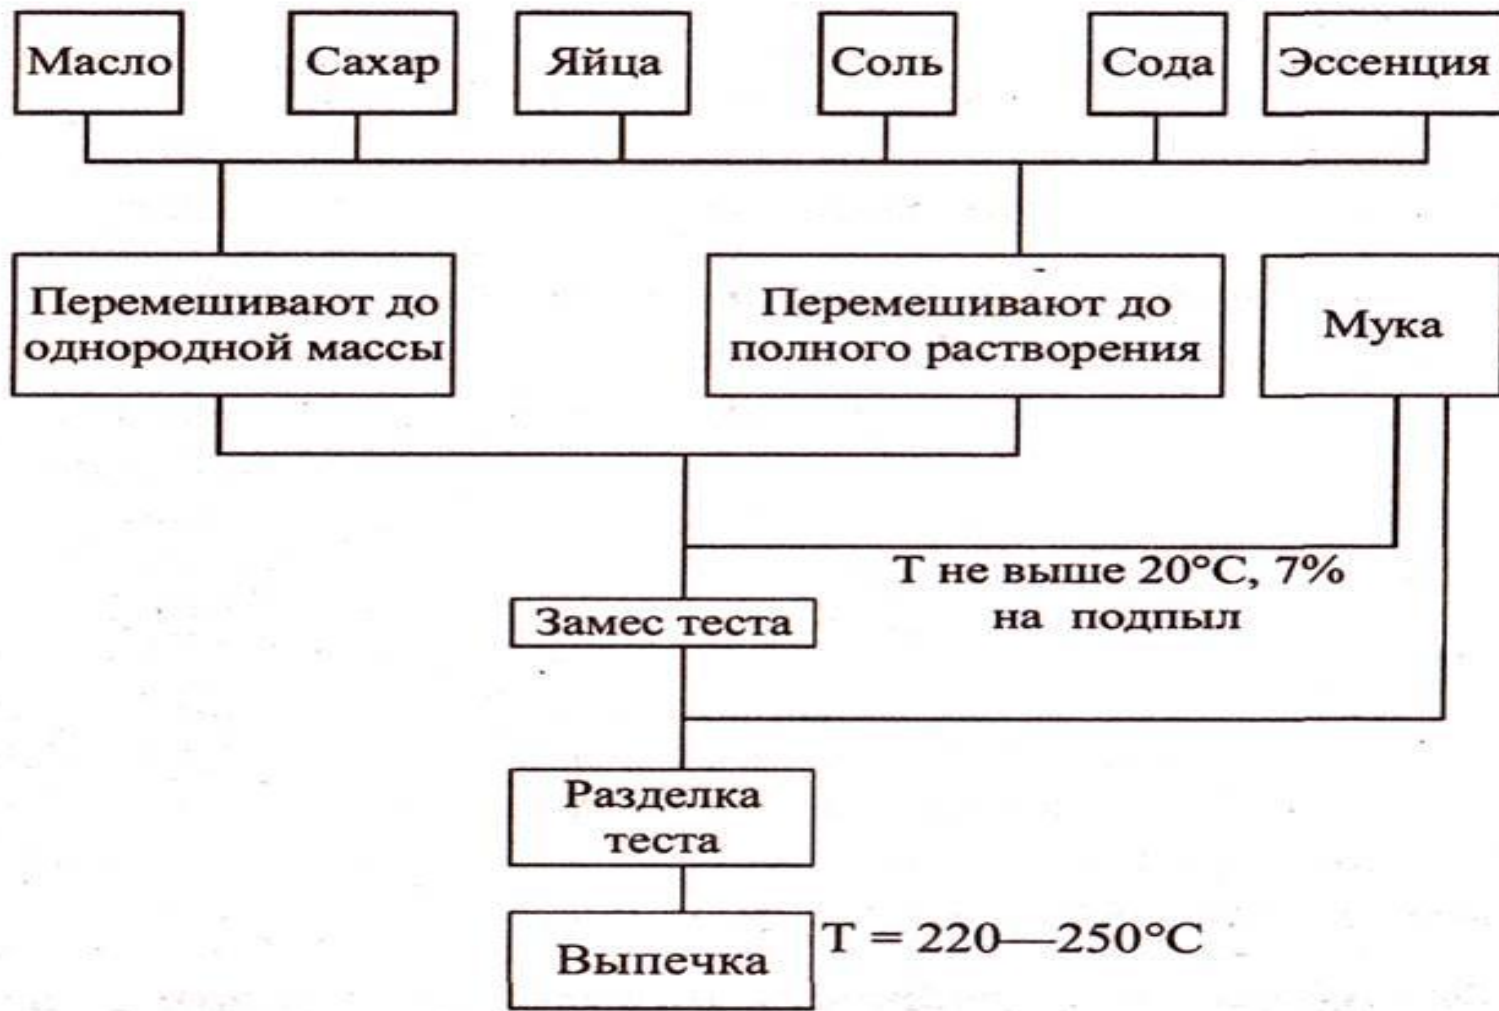 Масло
Сахар
Яйца
Соль
Сода
Эссенция
Перемешивают до
однородной массы
Перемешивают до
полного растворения
Мука
Т не выше 20°С, 7%
на подпыл
Замес теста
Разделка
теста
Выпечка
Т = 220—250°С